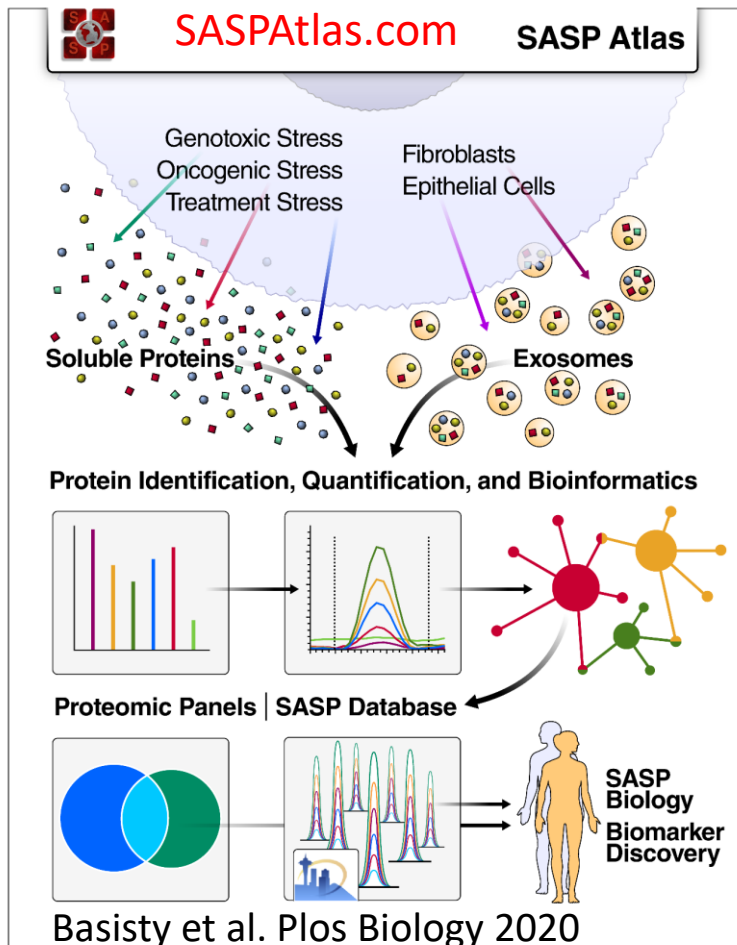 S A
S P
SASPAtlas.com
SASP Atlas
Genotoxic Stress
Oncogenic Stress
Treatment Stress
Fibroblasts
Epithelial Cells
Soluble Proteins
Exosomes
Protein Identification, Quantification, and Bioinformatics
Proteomic Panels | SASP Database
SASP
Biology
Biomarker
Discovery
Basisty et al. Plos Biology 2020